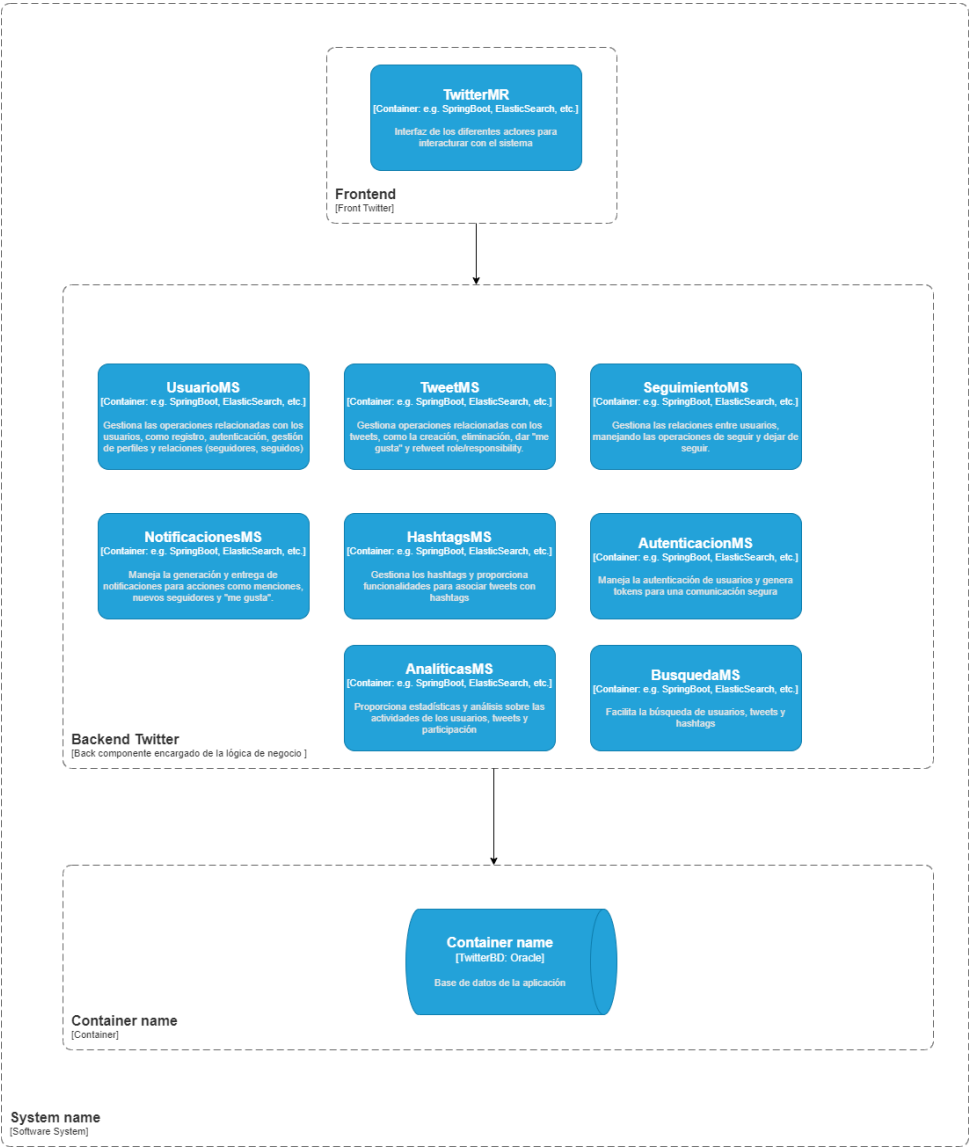 TwitterMR
[Container: e.g. SpringBoot, ElasticSearch, etc.]
Interfaz de los diferentes actores para
interacturar con el sistema
Frontend
[Front Twitter]
UsuarioMS
[Container: e.g. SpringBoot, ElasticSearch, etc.]
Gestiona las operaciones relacionadas con los
usuarios, como registro, autenticación, gestión
de perfiles y relaciones (seguidores, seguidos)
TweetMS
[Container: e.g. SpringBoot, ElasticSearch, etc.]
Gestiona operaciones relacionadas con los
tweets, como la creación, eliminación, dar "me
gusta" y retweet role/responsibility.
SeguimientoMS
[Container: e.g. SpringBoot, ElasticSearch, etc.]
Gestiona las relaciones entre usuarios,
manejando las operaciones de seguir y dejar de
seguir.
NotificacionesMS
[Container: e.g. SpringBoot, ElasticSearch, etc.]
Maneja la generación y entrega de
notificaciones para acciones como menciones,
nuevos seguidores y "me gusta".
HashtagsMS
[Container: e.g. SpringBoot, ElasticSearch, etc.]
Gestiona los hashtags y proporciona
funcionalidades para asociar tweets con
hashtags
AutenticacionMS
[Container: e.g. SpringBoot, ElasticSearch, etc.]
Maneja la autenticación de usuarios y genera
tokens para una comunicación segura
AnalíticasMS
[Container: e.g. SpringBoot, ElasticSearch, etc.]
Proporciona estadísticas y análisis sobre las
actividades de los usuarios, tweets y
participación
BusquedaMS
[Container: e.g. SpringBoot, ElasticSearch, etc.]
Facilita la búsqueda de usuarios, tweets y
hashtags
Backend Twitter
[Back componente encargado de la lógica de negocio ]
Container name
[TwitterBD: Oracle]
Base de datos de la aplicación
Container name
[Container]
System name
[Software System]